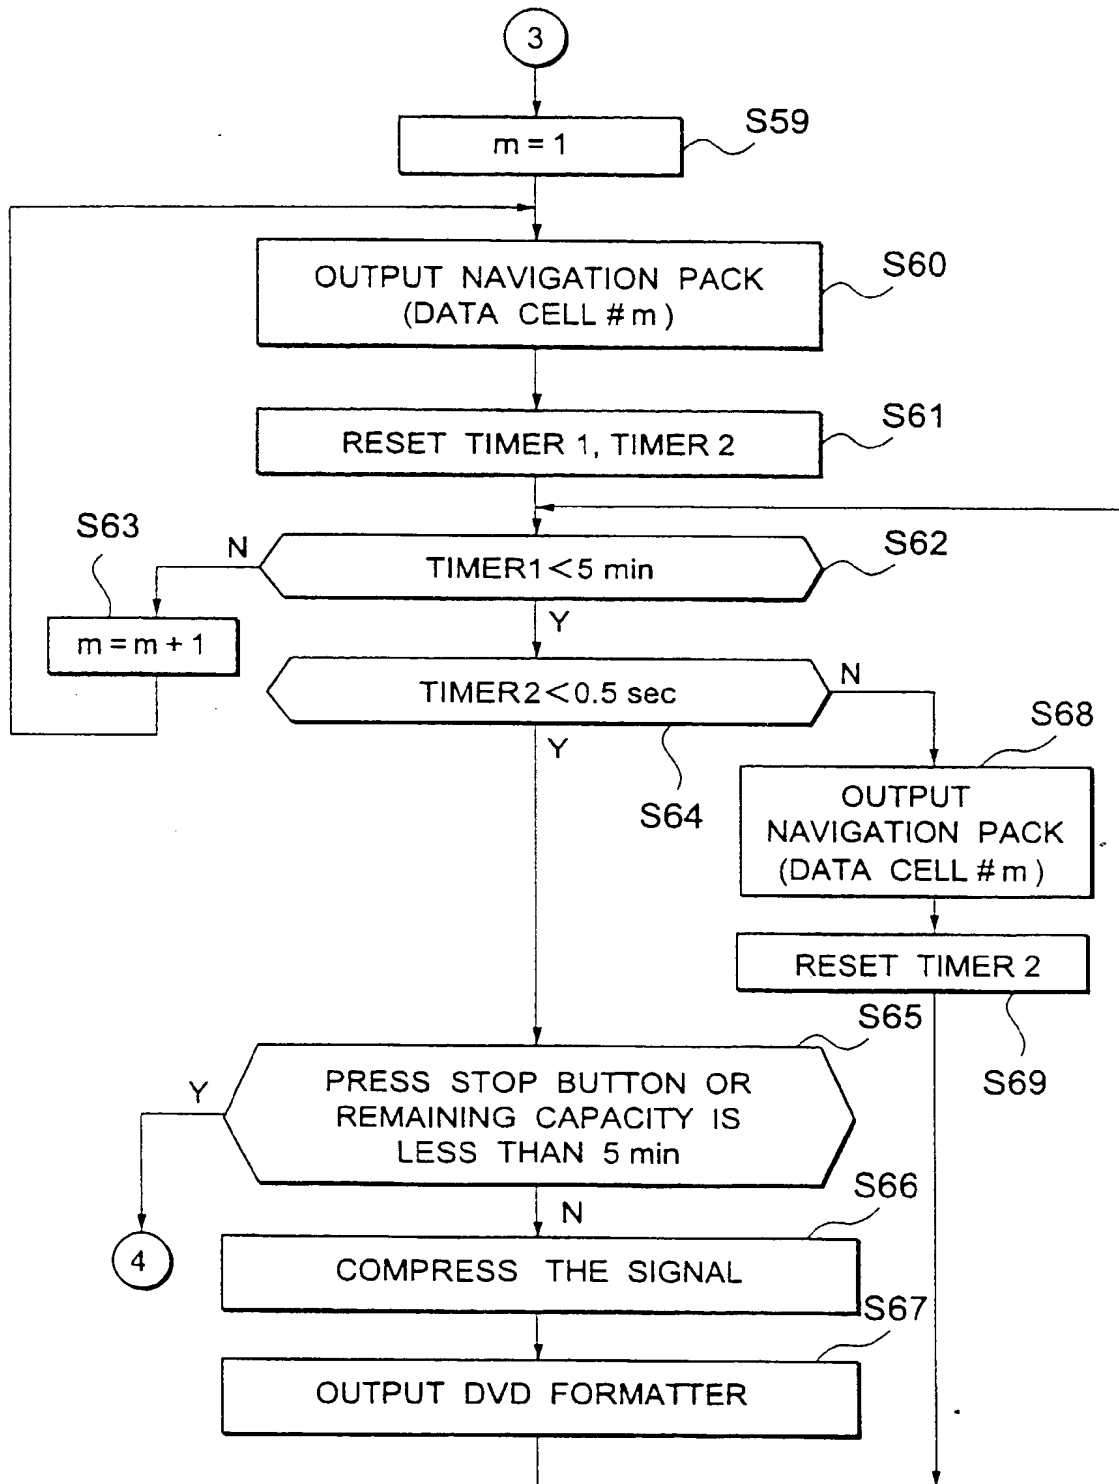 3
S59
m = 1
S60
OUTPUT NAVIGATION PACK
(DATA CELL # m )
S61
RESET TIMER 1, TIMER 2
S63
N
S62
TIMER1<5 min
Y
m = m + 1
N
TIMER2<0.5 sec
Y
S68
S64
OUTPUT
NAVIGATION PACK
(DATA CELL # m )
RESET TIMER 2
S65
S69
Y
PRESS STOP BUTTON OR
REMAINING CAPACITY IS
LESS THAN 5 min
S66
N
4
COMPRESS THE SIGNAL
S67
OUTPUT DVD FORMATTER